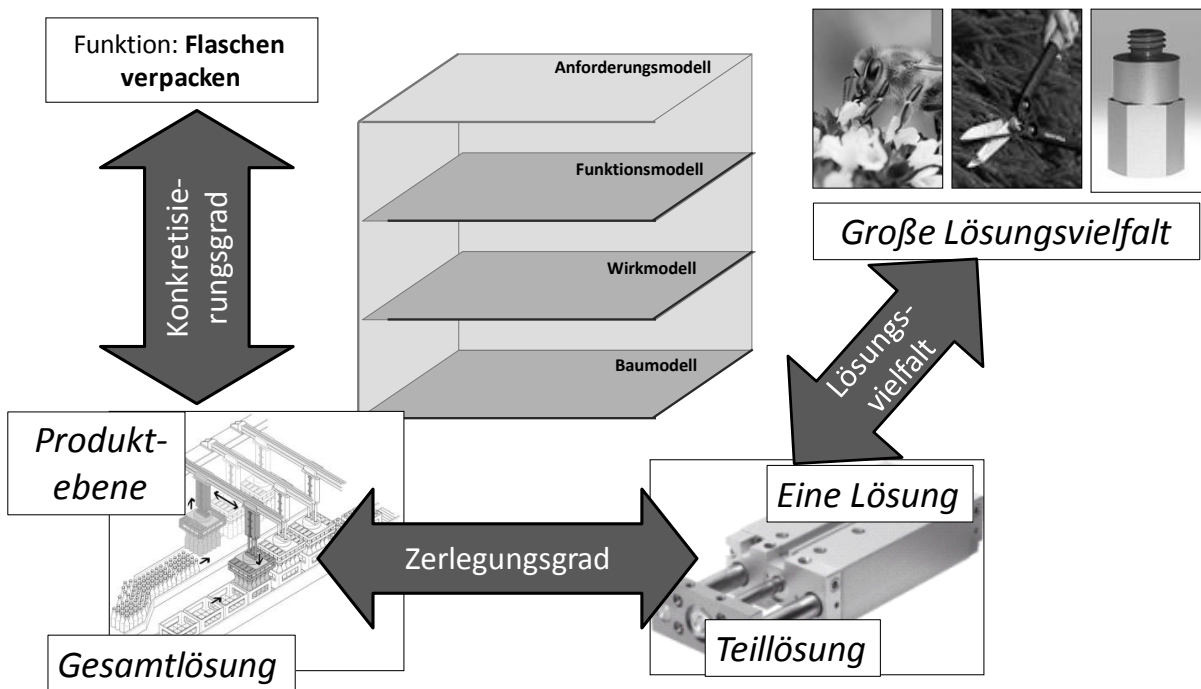 Funktion: Flaschen
verpacken
Konkretisie-
rungsgrad
Anforderungsmodell
Funktionsmodell
Wirkmodell
Baumodell
Große Lösungsvielfalt
Lösungs-
vielfalt
Produkt-
ebene
Eine Lösung
Zerlegungsgrad
Gesamtlösung
Teillösung